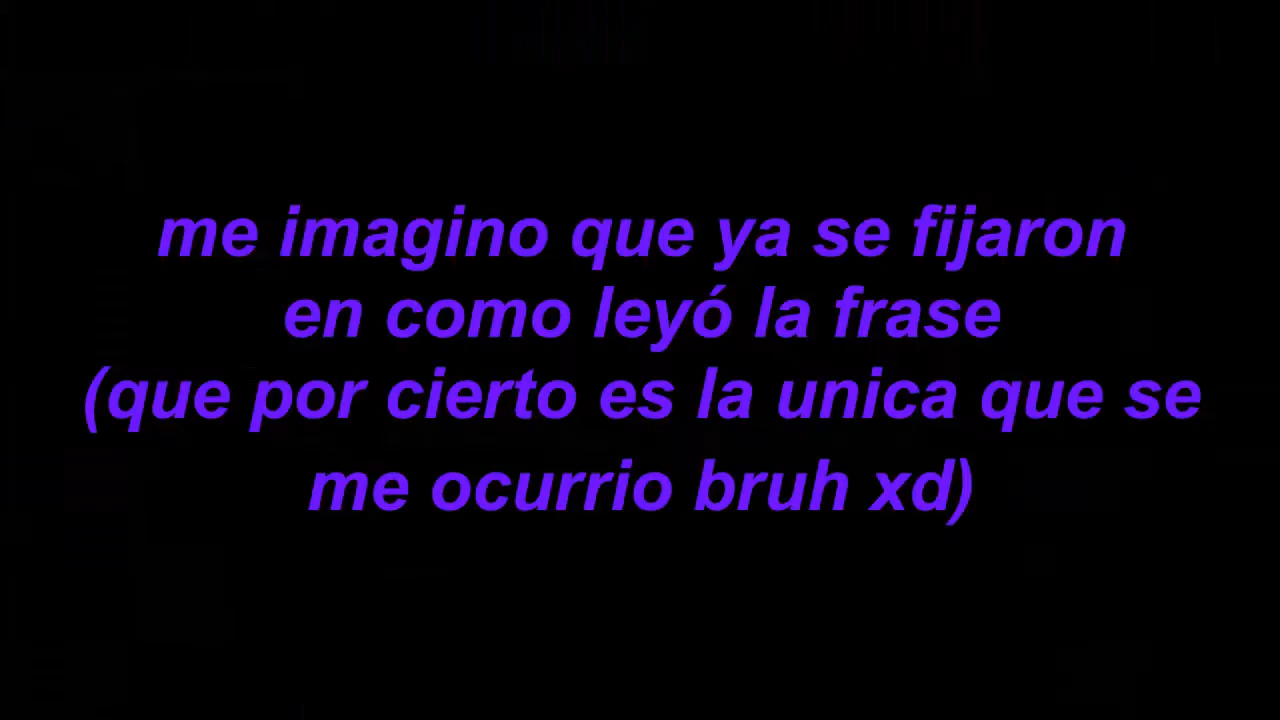 me imagino que ya se fijaron
en como leyó la frase
(que por cierto es la unica que se
me ocurrio bruh xd)